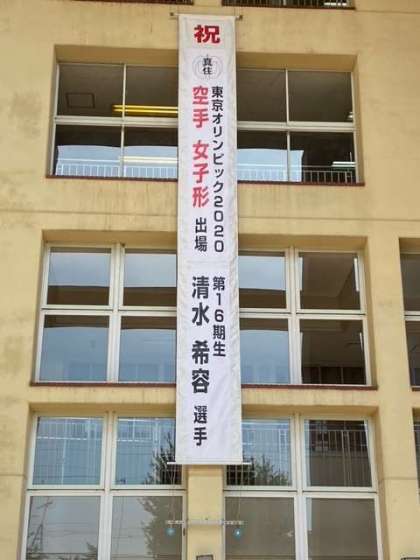 祝
真住
東京オリンピック2020
空手 女子形 出場
第16期生
清水 希容 選手